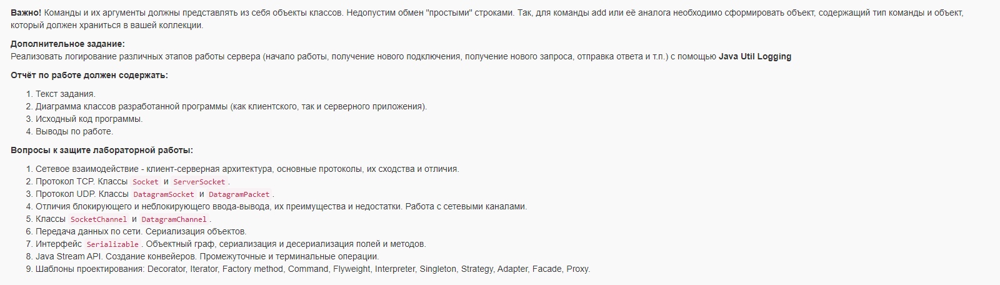 Важно! Команды и их аргументы должны представлять из себя объекты классов. Недопустим обмен "простыми" строками. Так, для команды add или её аналога необходимо сформировать объект, содержащий тип команды и объект,
который должен храниться в вашей коллекции.
Дополнительное задание:
Реализовать логирование различных этапов работы сервера (начало работы, получение нового подключения, получение нового запроса, отправка ответа и т.п.) с помощью Java Util Logging
Отчёт по работе должен содержать:
1. Текст задания.
2. Диаграмма классов разработанной программы (как клиентского, так и серверного приложения).
3. Исходный код программы.
4. Выводы по работе.
Вопросы к защите лабораторной работы:
1. Сетевое взаимодействие - клиент-серверная архитектура, основные протоколы, их сходства и отличия.
2. Протокол TCP. Классы Socket и ServerSocket.
3. Протокол UDP. Классы DatagramSocket и DatagramPacket.
4. Отличия блокирующего и неблокирующего ввода-вывода, их преимущества и недостатки. Работа с сетевыми каналами.
5. Классы SocketChannel и DatagramChannel.
6. Передача данных по сети. Сериализация объектов.
7. Интерфейс Serializable. Объектный граф, сериализация и десериализация полей и методов.
8. Java Stream API. Создание конвейеров. Промежуточные и терминальные операции.
9. Шаблоны проектирования: Decorator, Iterator, Factory method, Command, Flyweight, Interpreter, Singleton, Strategy, Adapter, Facade, Proxy.